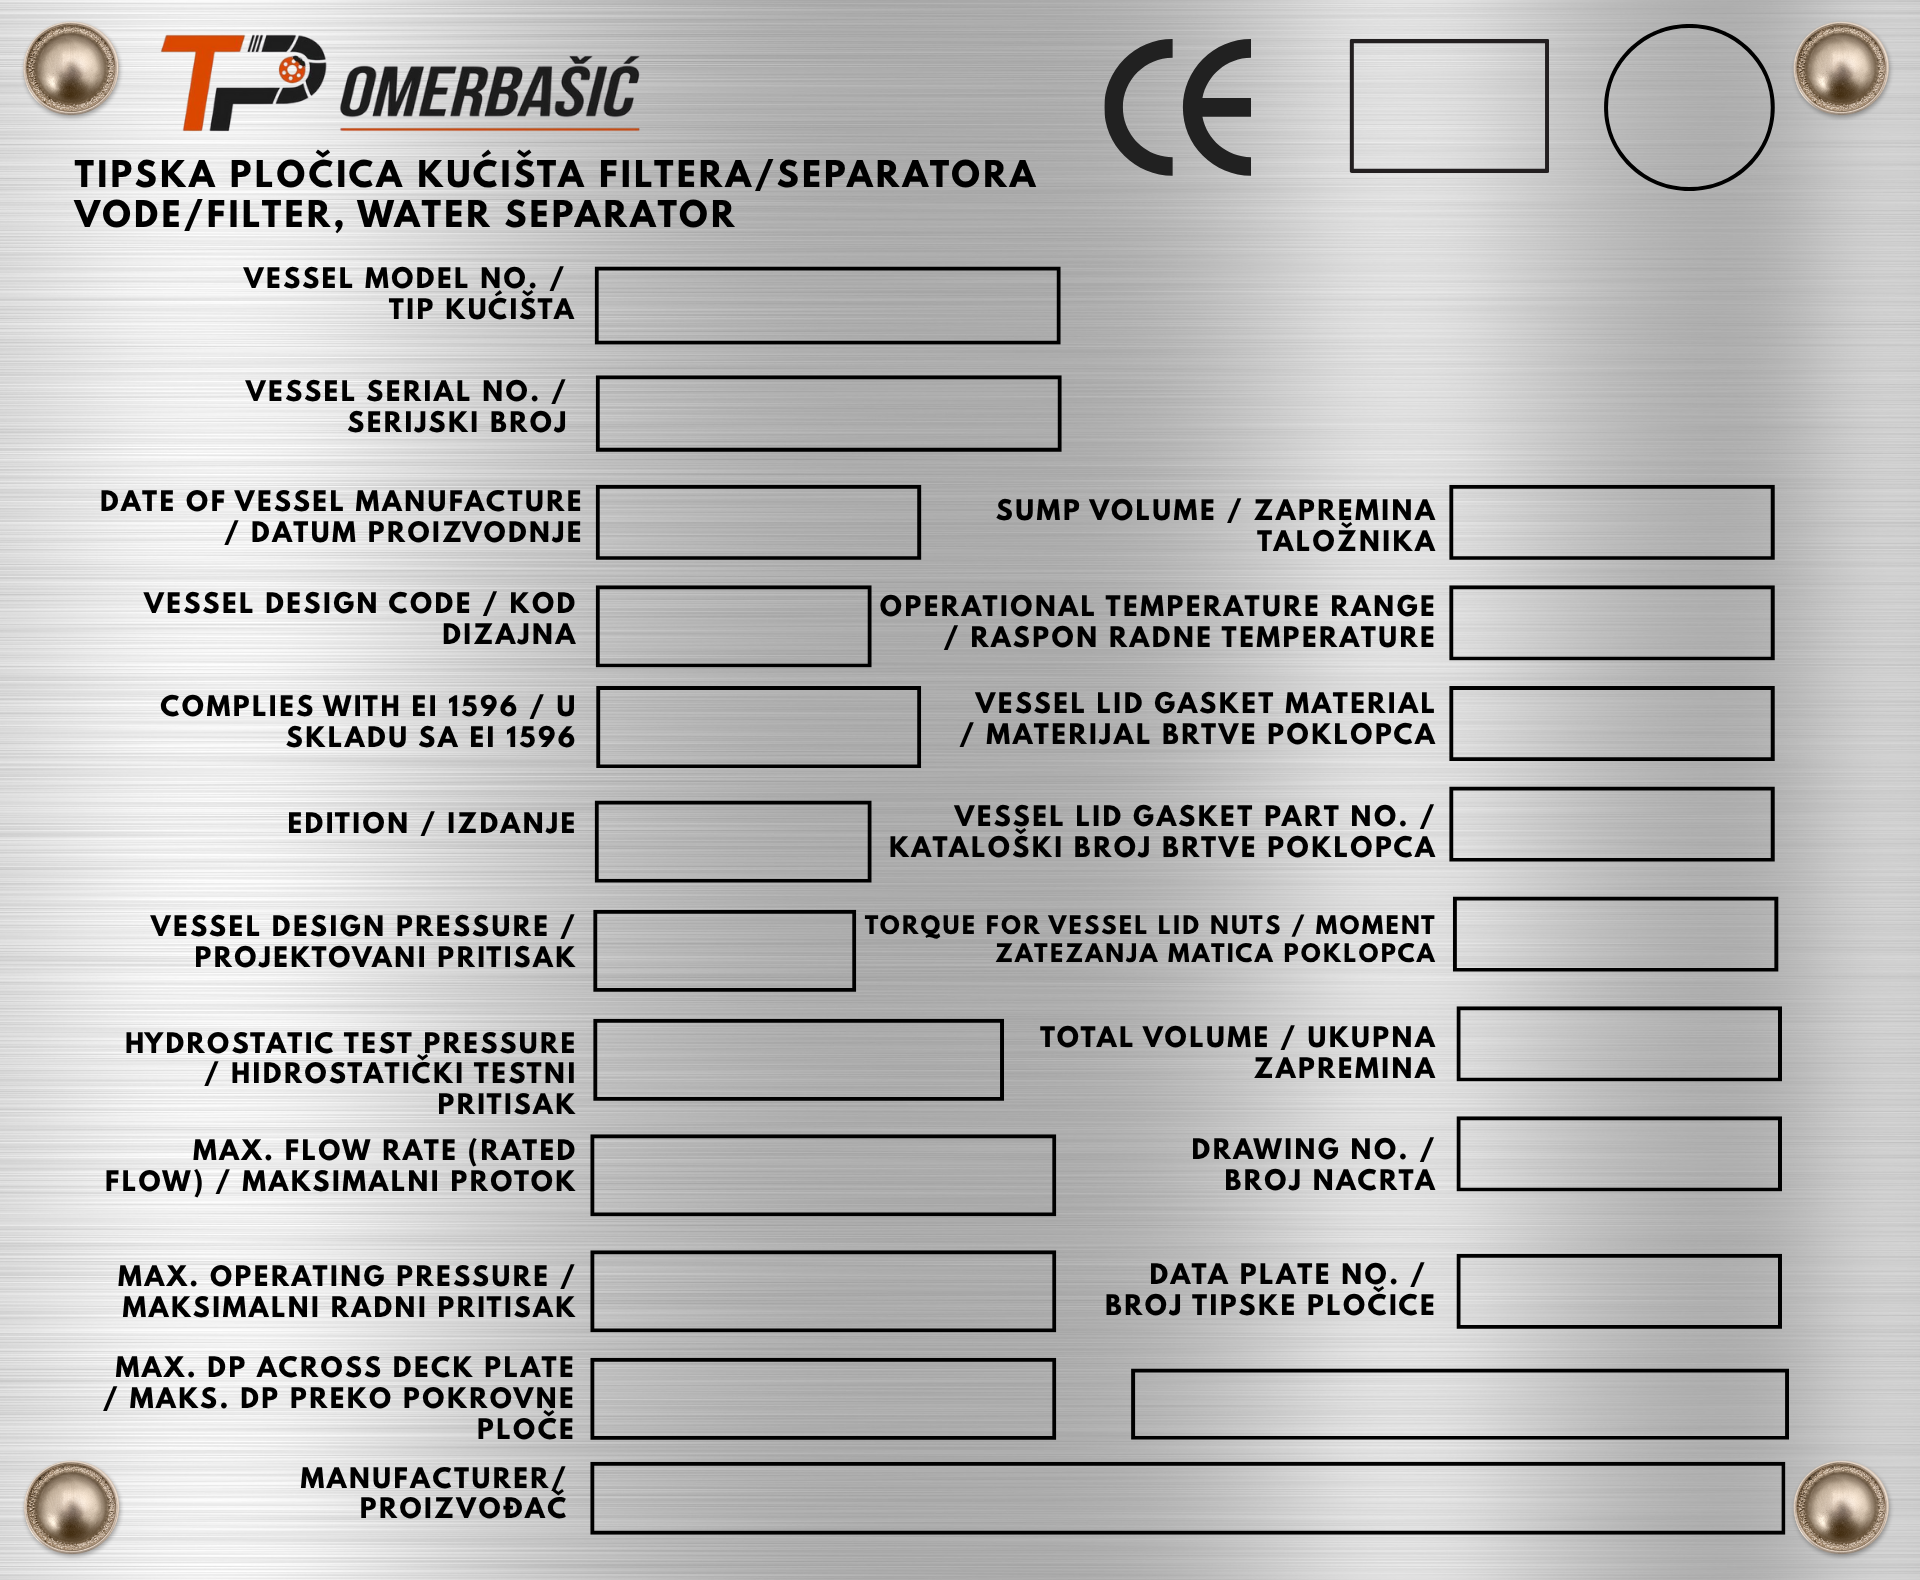 TP OMERBAŠIĆ
CE
TIPSKA PLOČICA KUĆIŠTA FILTERA/SEPARATORA
VODE/FILTER, WATER SEPARATOR
VESSEL MODEL NO. /
TIP KUĆIŠTA
VESSEL SERIAL NO. /
SERIJSKI BROJ
DATE OF VESSEL MANUFACTURE
/ DATUM PROIZVODNJE
VESSEL DESIGN CODE / KOD
DIZAJNA
COMPLIES WITH EI 1596 / U
SKLADU SA EI 1596
EDITION / IZDANJE
VESSEL DESIGN PRESSURE /
PROJEKTOVANI PRITISAK
HYDROSTATIC TEST PRESSURE
/ HIDROSTATIČKI TESTNI
PRITISAK
MAX. FLOW RATE (RATED
FLOW) / MAKSIMALNI PROTOK
MAX. OPERATING PRESSURE /
MAKSIMALNI RADNI PRITISAK
MAX. DP ACROSS DECK PLATE
/ MAKS. DP PREKO POKROVNE
PLOČE
MANUFACTURER/
PROIZVOĐAČ
SUMP VOLUME / ZAPREMINA
TALOŽNIKA
OPERATIONAL TEMPERATURE RANGE
/ RASPON RADNE TEMPERATURE
VESSEL LID GASKET MATERIAL
/ MATERIJAL BRTVE POKLOPCA
VESSEL LID GASKET PART NO. /
KATALOŠKI BROJ BRTVE POKLOPCA
TORQUE FOR VESSEL LID NUTS / MOMENT
ZATEZANJA MATICA POKLOPCA
TOTAL VOLUME / UKUPNA
ZAPREMINA
DRAWING NO. /
BROJ NACRTA
DATA PLATE NO. /
BROJ TIPSKE PLOČICE